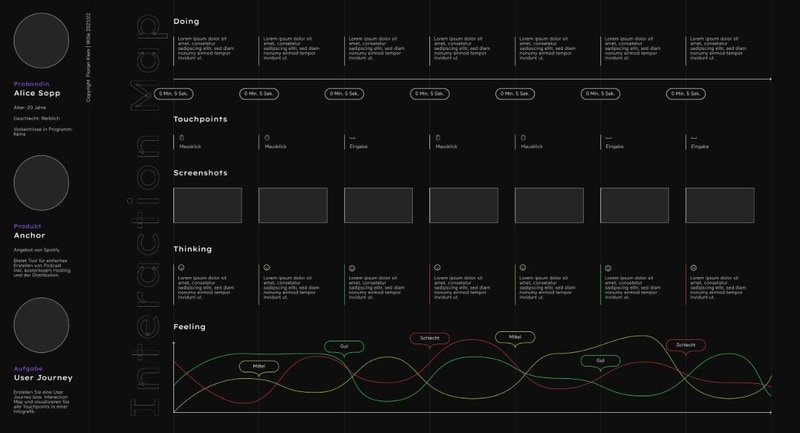 Probandin
Alice Sopp
Alter: 20 Jahre
Geschlecht: Weiblich
Vorkentnisse in Programm:
Keine
Produkt
Anchor
Angebot von Spotify.
Bietet Tool für einfaches
Erstellen von Podcast
inkl. kostenlosem Hosting
und der Distribution.
Aufgabe
User Journey
Erstellen Sie eine User
Journey bzw. Interaction
Map und visualisieren Sie
alle Touchpoints in einer
Infografik.
Copyright Florian Kiem | WiSe 2021/22
Interaction Map
Doing
Lorem ipsum dolor sit
amet, consetetur
sadipscing elitr, sed diam
nonumy eirmod tempor
invidunt ut.
Lorem ipsum dolor sit
amet, consetetur
sadipscing elitr, sed diam
nonumy eirmod tempor
invidunt ut.
Lorem ipsum dolor sit
amet, consetetur
sadipscing elitr, sed diam
nonumy eirmod tempor
invidunt ut.
Lorem ipsum dolor sit
amet, consetetur
sadipscing elitr, sed diam
nonumy eirmod tempor
invidunt ut.
Lorem ipsum dolor sit
amet, consetetur
sadipscing elitr, sed diam
nonumy eirmod tempor
invidunt ut.
Lorem ipsum dolor sit
amet, consetetur
sadipscing elitr, sed diam
nonumy eirmod tempor
invidunt ut.
Lorem ipsum dolor sit
amet, consetetur
sadipscing elitr, sed diam
nonumy eirmod tempor
invidunt ut.
0 Min. 5 Sek. 0 Min. 5 Sek. 0 Min. 5 Sek. 0 Min. 5 Sek. 0 Min. 5 Sek. 0 Min. 5 Sek. 0 Min. 5 Sek.
Touchpoints
Mausklick Mausklick Eingabe Mausklick Mausklick Eingabe Eingabe
Screenshots
Thinking
Lorem ipsum dolor sit
amet, consetetur
sadipscing elitr, sed diam
nonumy eirmod tempor
invidunt ut.
Lorem ipsum dolor sit
amet, consetetur
sadipscing elitr, sed diam
nonumy eirmod tempor
invidunt ut.
Lorem ipsum dolor sit
amet, consetetur
sadipscing elitr, sed diam
nonumy eirmod tempor
invidunt ut.
Lorem ipsum dolor sit
amet, consetetur
sadipscing elitr, sed diam
nonumy eirmod tempor
invidunt ut.
Lorem ipsum dolor sit
amet, consetetur
sadipscing elitr, sed diam
nonumy eirmod tempor
invidunt ut.
Lorem ipsum dolor sit
amet, consetetur
sadipscing elitr, sed diam
nonumy eirmod tempor
invidunt ut.
Lorem ipsum dolor sit
amet, consetetur
sadipscing elitr, sed diam
nonumy eirmod tempor
invidunt ut.
Feeling
Mittel
Gut
Schlecht
Mittel
Gut
Schlecht